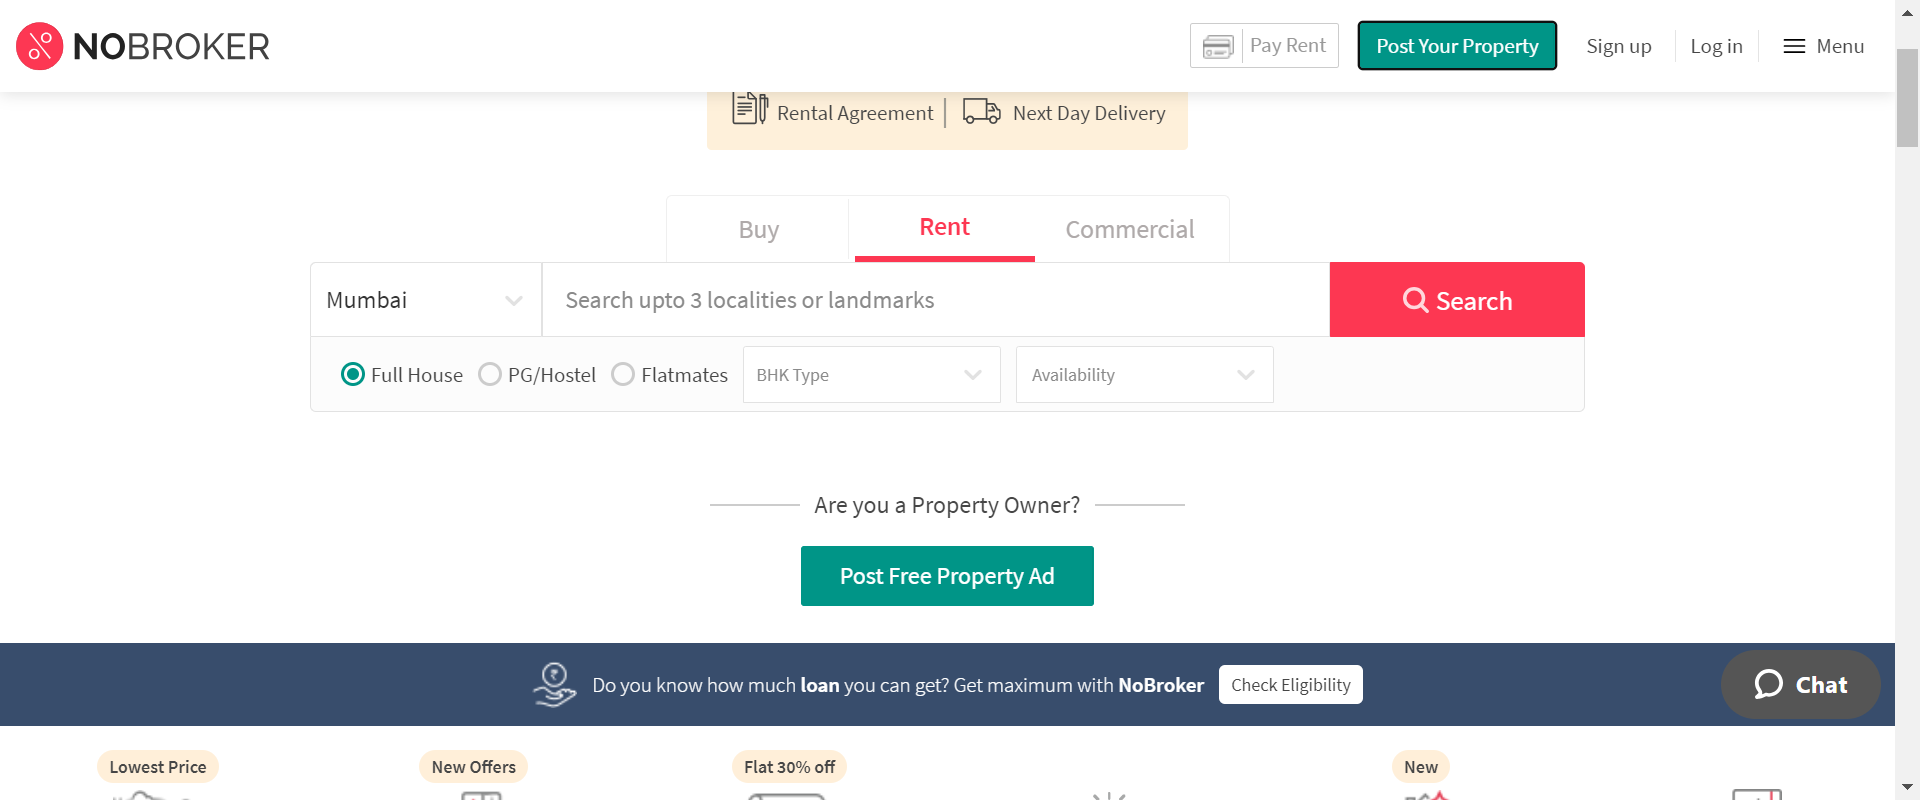 NOBROKER
Pay Rent
Post Your Property
Sign up
Log in
Menu
Rental Agreement
Next Day Delivery
Buy
Rent
Commercial
Mumbai
Search upto 3 localities or landmarks
Search
Full House
PG/Hostel
Flatmates
BHK Type
Availability
Are you a Property Owner?
Post Free Property Ad
Do you know how much loan you can get? Get maximum with NoBroker
Check Eligibility
Chat
Lowest Price
New Offers
Flat 30% off
New